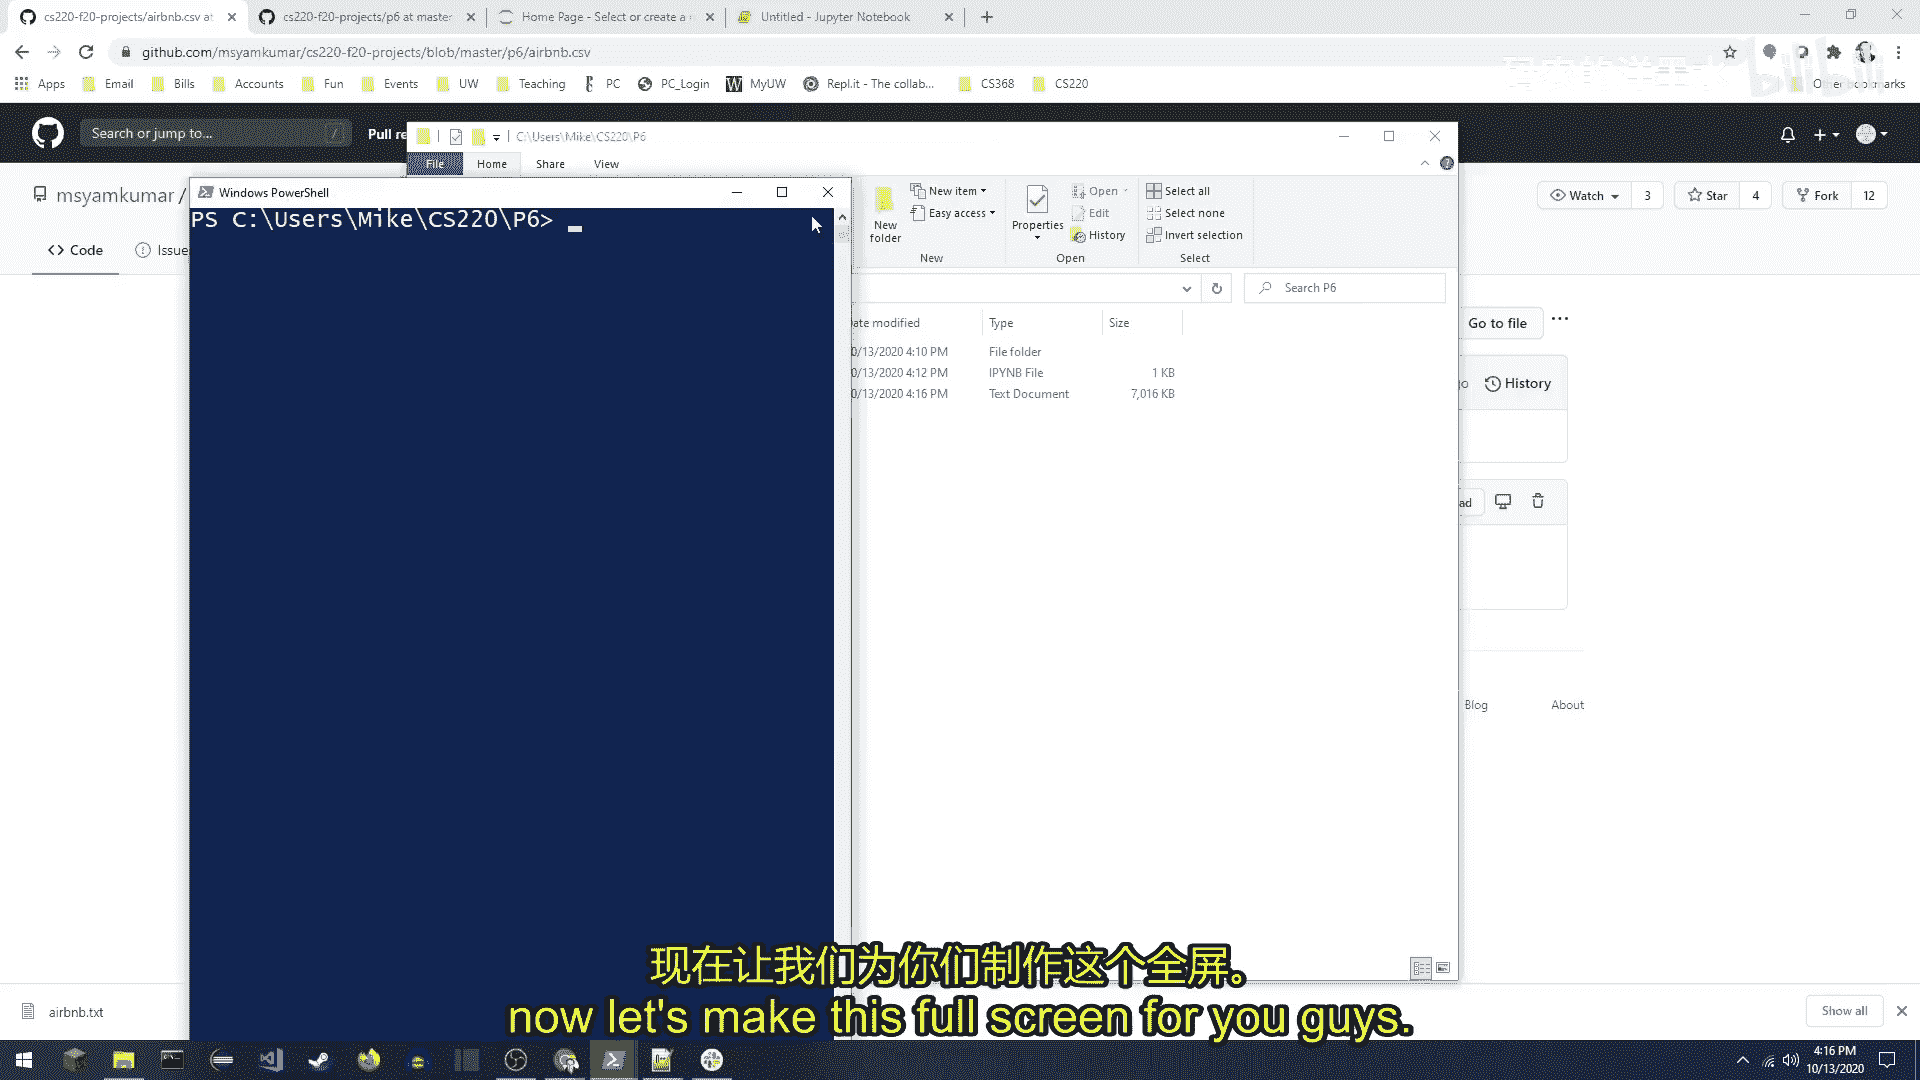 cs220-f20-projects/airbnb.csv at
cs220-f20-projects/p6 at master
Home Page - Select or create a
Untitled - Jupyter Notebook
github.com/msyamkumar/cs220-f20-projects/blob/master/p6/airbnb.csv
Apps Email Bills Accounts Fun Events UW Teaching PC PC_Login MyUW Repl.it - The collab... CS368 CS220 Other bookmarks
Search or jump to... /
Pull re
C:\Users\Mike\CS220\P6
File Home Share View
msyamkumar /
Windows PowerShell
PS C:\Users\Mike\CS220\P6>
New item
Easy access
New folder
New
Properties
Open
Edit
History
Open
Select all
Select none
Invert selection
Select
Watch 3
Star 4
Fork 12
Code
Issue
Search P6
ate modified Type Size
0/13/2020 4:10 PM File folder
0/13/2020 4:12 PM IPYNB File 1 KB
0/13/2020 4:16 PM Text Document 7,016 KB
Go to file
go
History
ad
Blog
About
现在让我们为你们制作这个全屏。
now let's make this full screen for you guys.
airbnb.txt
Show all
4:16 PM
10/13/2020